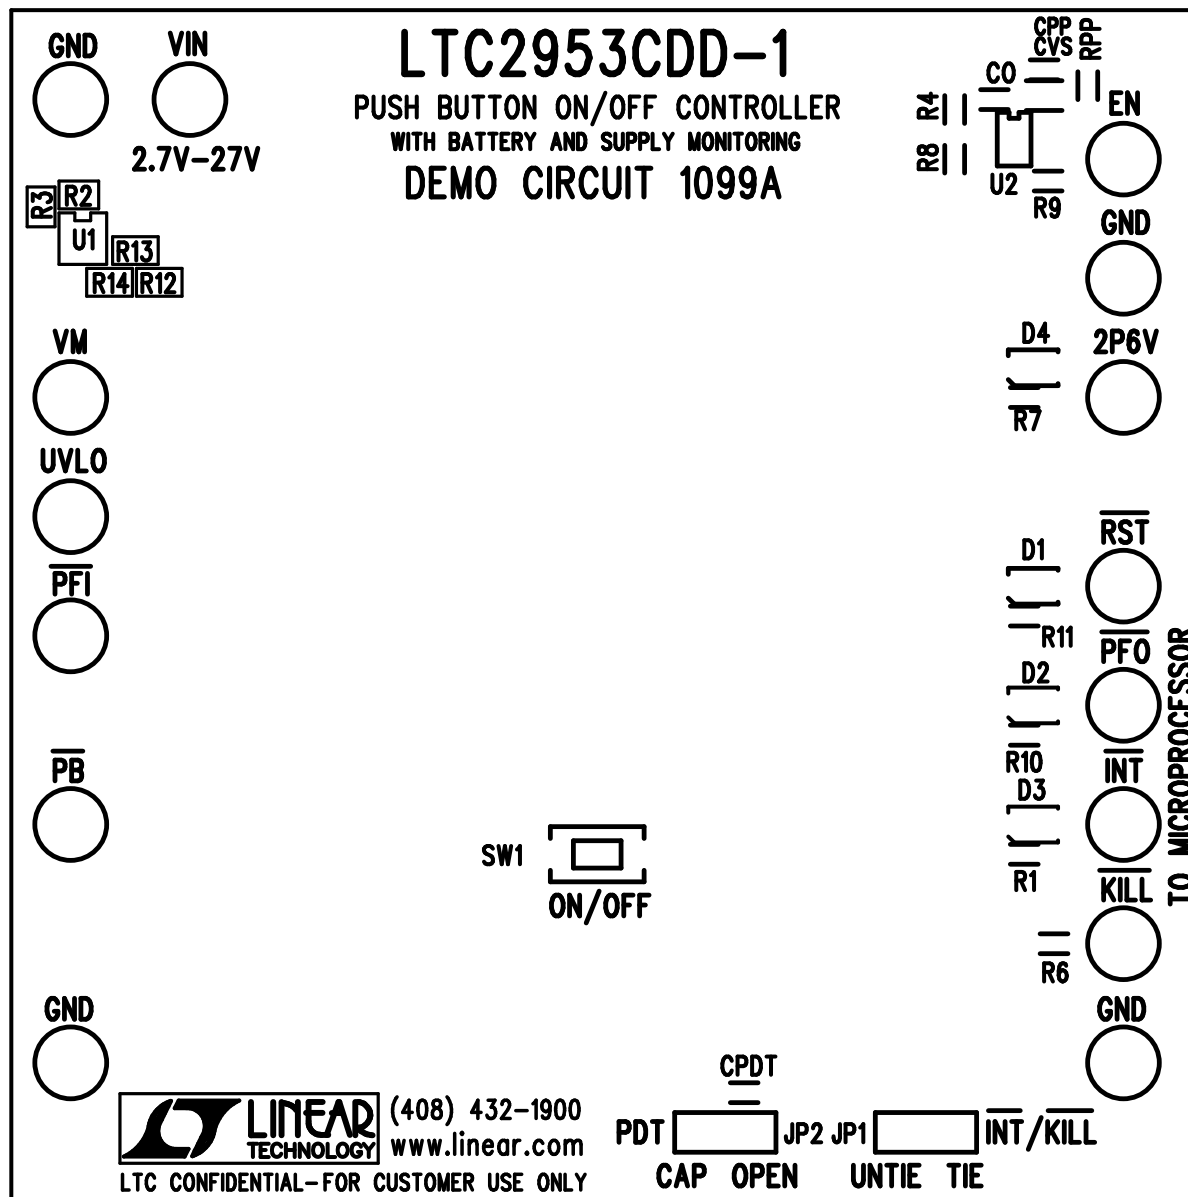 GND VIN
LTC2953CDD-1
PUSH BUTTON ON/OFF CONTROLLER
WITH BATTERY AND SUPPLY MONITORING
DEMO CIRCUIT 1099A
2.7V-27V
CPP
CVS
RPP
C0
R4
EN
R8
U2
R9
R3
R2
U1
R13
R14 R12
GND
VM
D4 2P6V
R7
UVLO
RST
D1
PFI
R11
PFO
D2
TO MICROPROCESSOR
PB
R10
INT
D3
SW1
ON/OFF
R1
KILL
R6
GND
GND
CPDT
LINEAR
TECHNOLOGY
(408) 432-1900
www.linear.com
LTC CONFIDENTIAL-FOR CUSTOMER USE ONLY
PDT JP2 JP1 INT/KILL
CAP OPEN UNTIE TIE